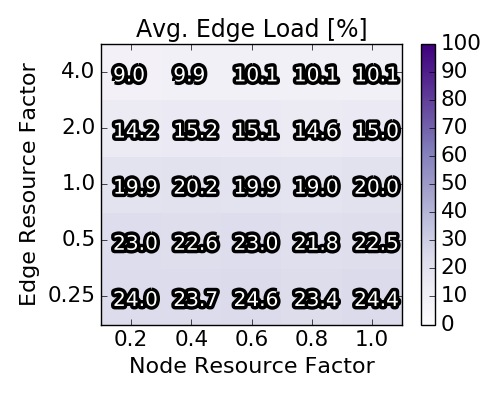 Avg. Edge Load [%]
Edge Resource Factor
4.0 9.0 9.9 10.1 10.1 10.1
2.0 14.2 15.2 15.1 14.6 15.0
1.0 19.9 20.2 19.9 19.0 20.0
0.5 23.0 22.6 23.0 21.8 22.5
0.25 24.0 23.7 24.6 23.4 24.4
0.2 0.4 0.6 0.8 1.0
Node Resource Factor
100
90
80
70
60
50
40
30
20
10
0